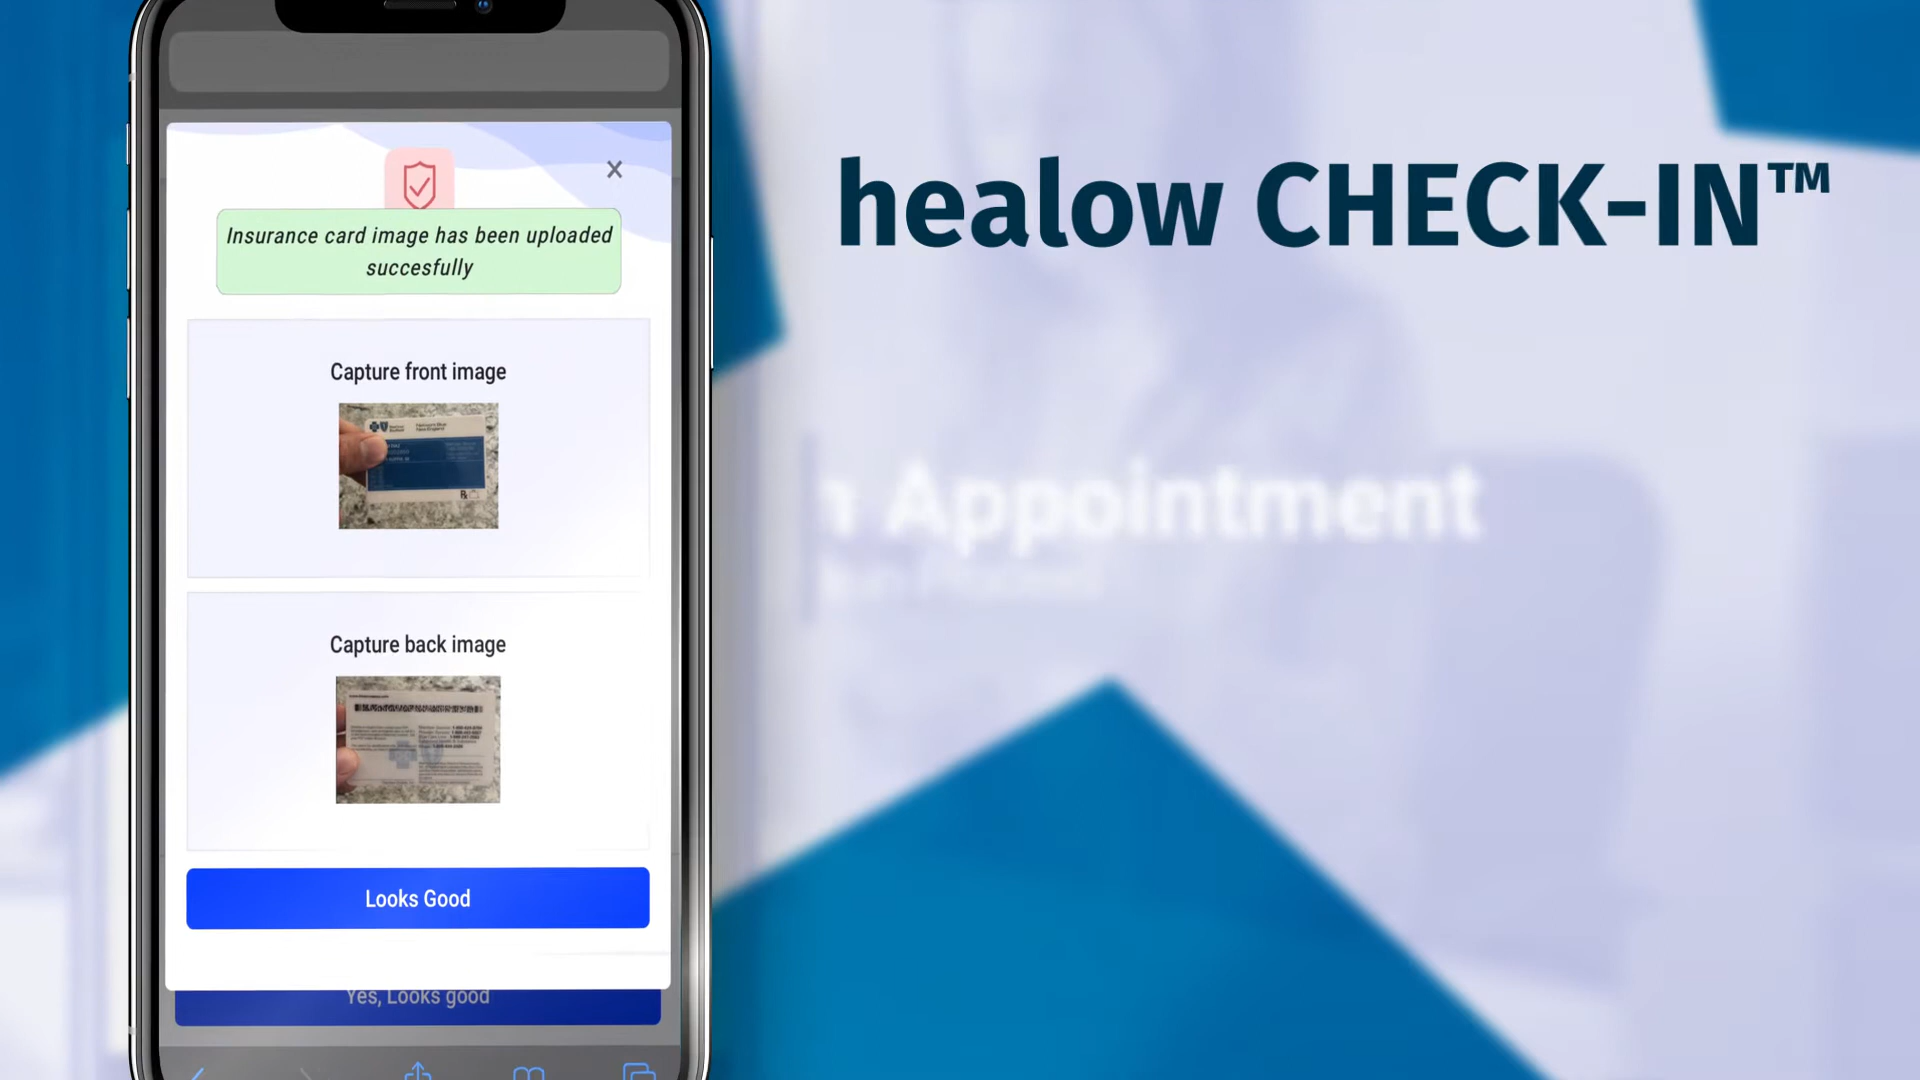 healow CHECK-IN™
Insurance card image has been uploaded
succesfully
Capture front image
Capture back image
Looks Good
Yes, Looks good
Appointment